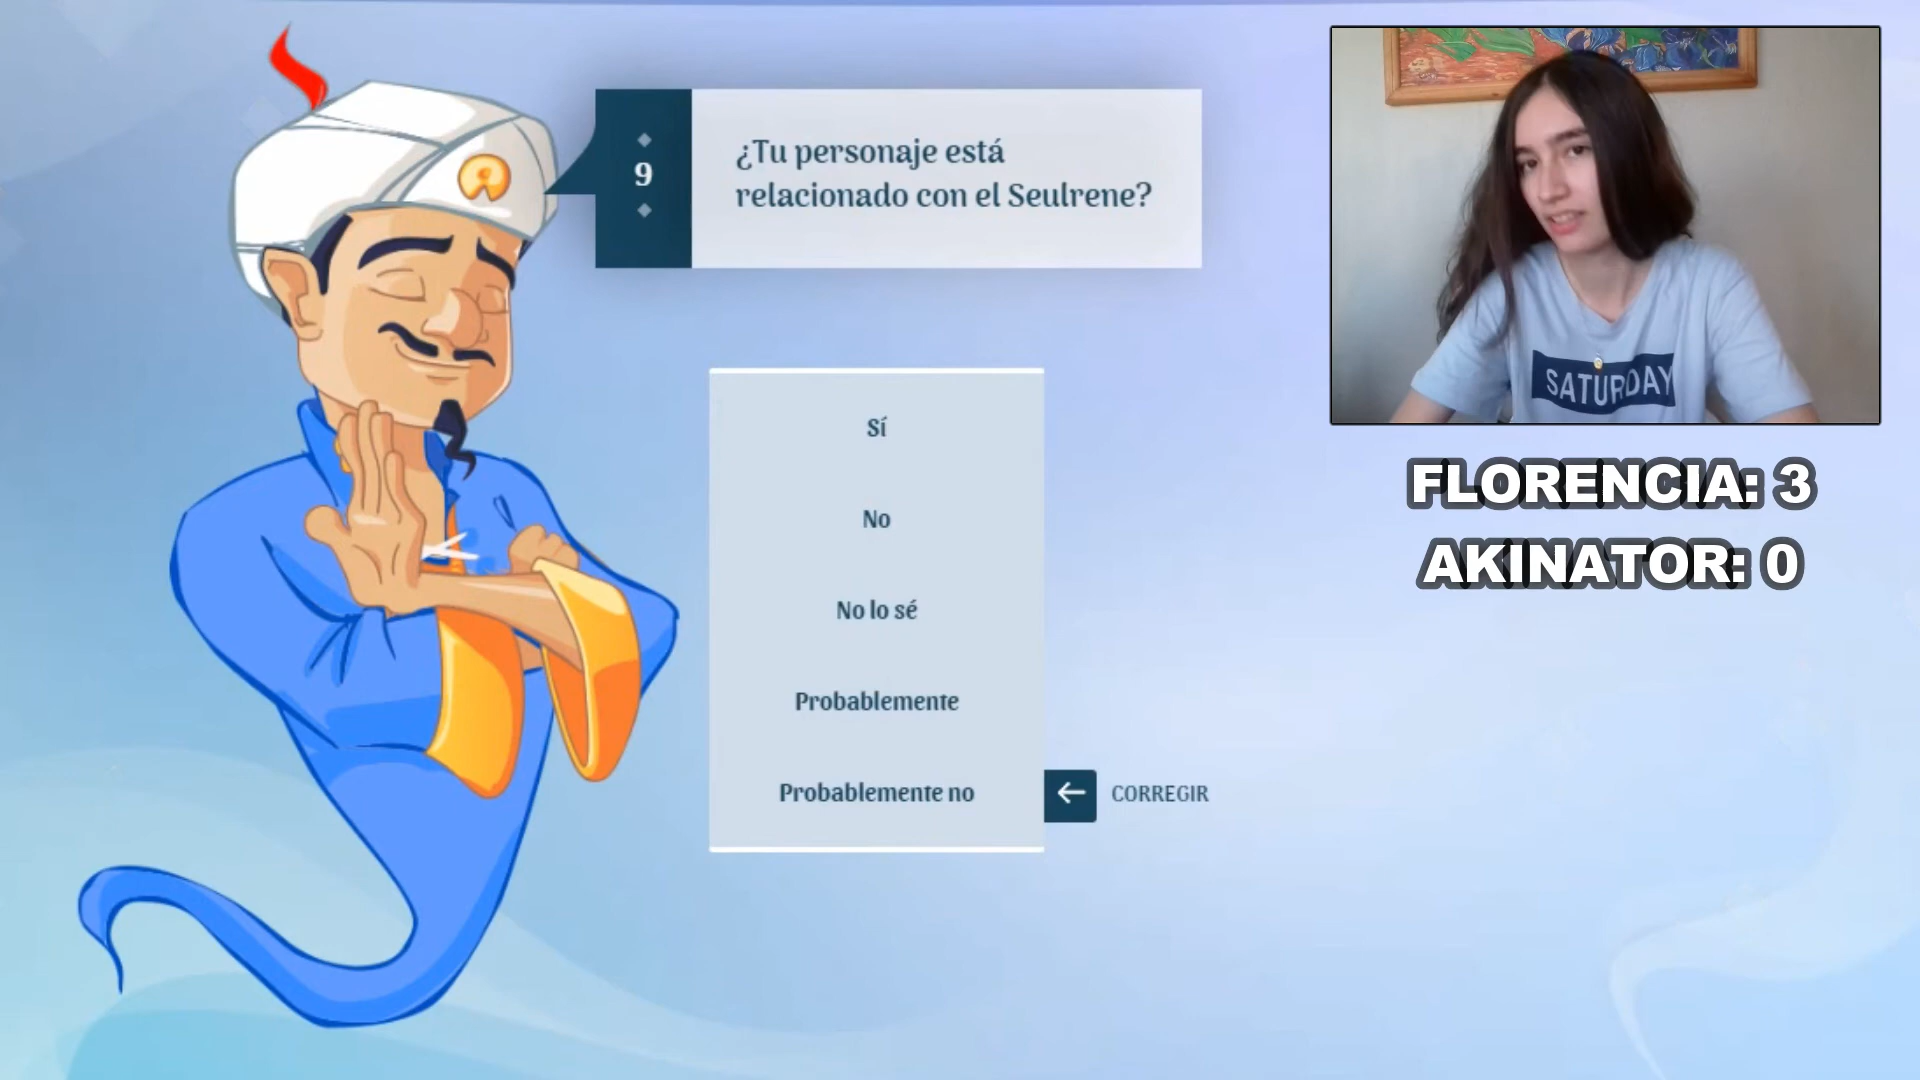 9
¿Tu personaje está
relacionado con el Seulrene?
Sí
No
No lo sé
Probablemente
Probablemente no
CORREGIR
SATURDAY
FLORENCIA: 3
AKINATOR: 0